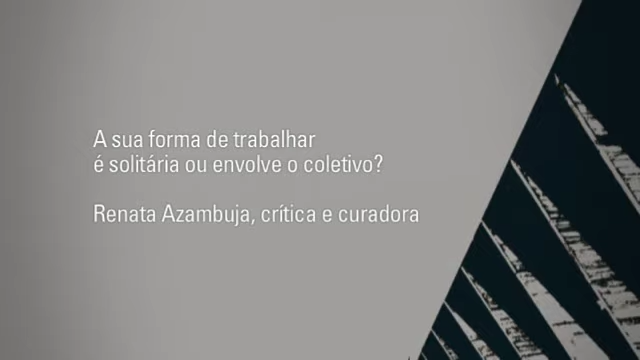 A sua forma de trabalhar
é solitária ou envolve o coletivo?
Renata Azambuja, crítica e curadora